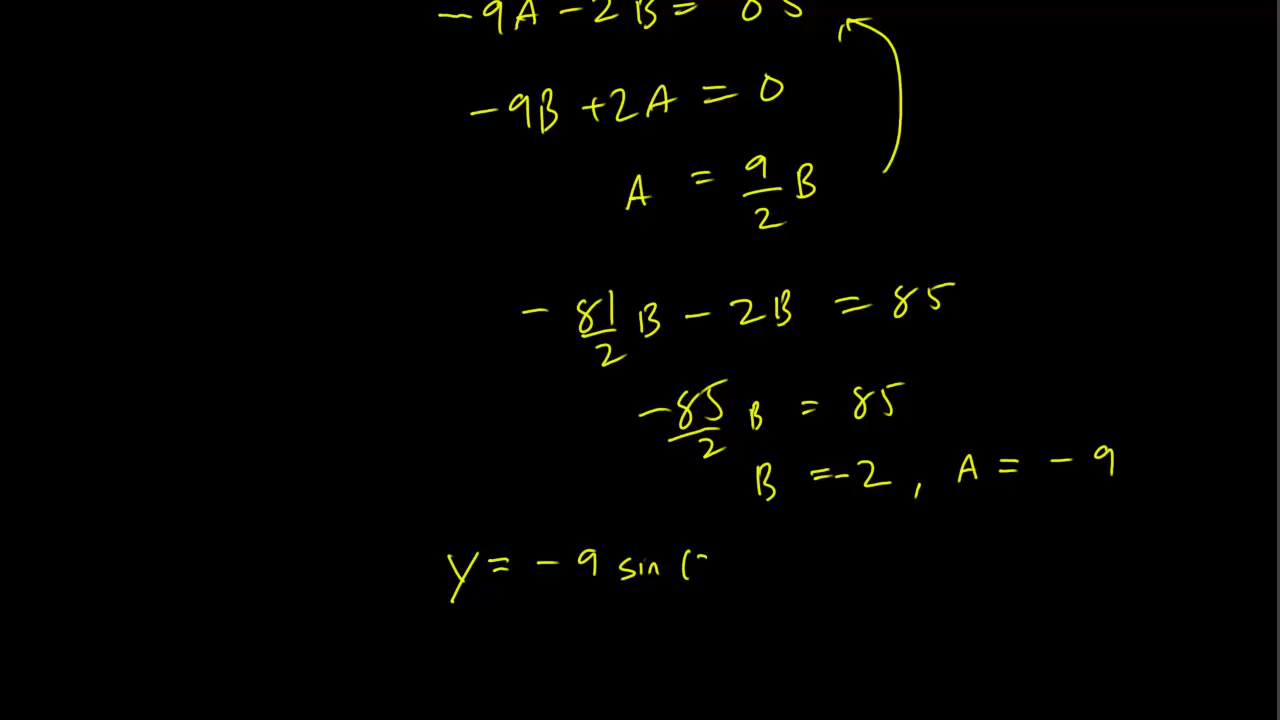 -9A - 2B = 85
-9B + 2A = 0
A = 9/2 B
- 81/2 B - 2B = 85
-85/2 B = 85
B = -2, A = -9
y = -9 sin (